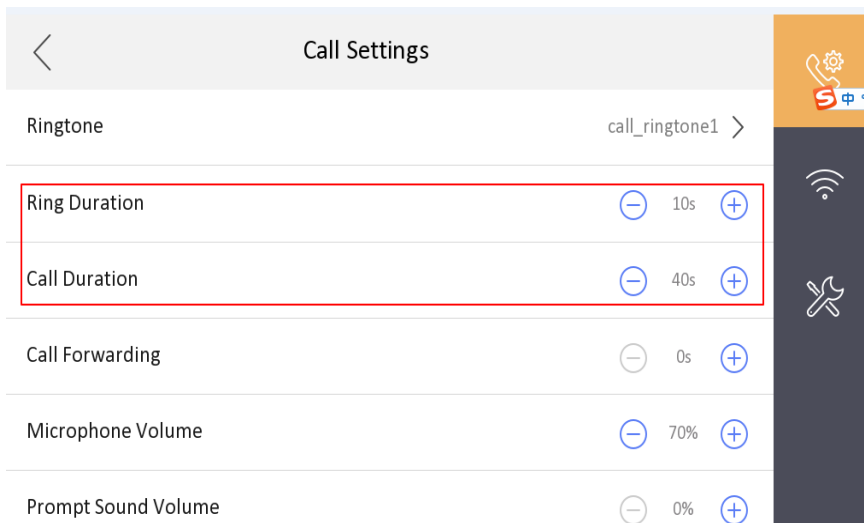 Call Settings
Ringtone call_ringtone1
Ring Duration 10s
Call Duration 40s
Call Forwarding 0s
Microphone Volume 70%
Prompt Sound Volume 0%
S 中